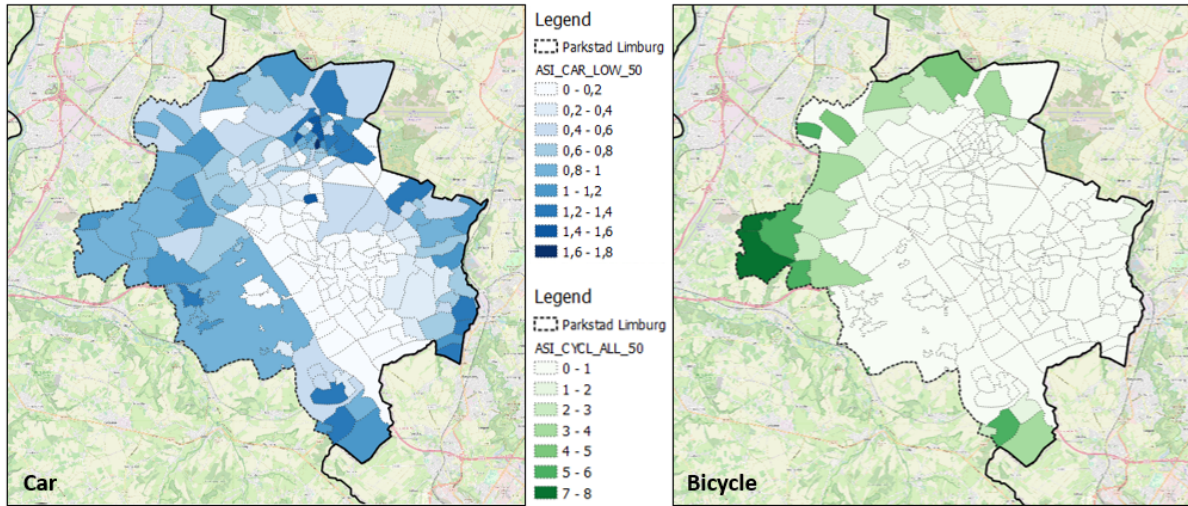 Legend
Parkstad Limburg
ASI_CAR_LOW_50
0 - 0,2
0,2 - 0,4
0,4 - 0,6
0,6 - 0,8
0,8 - 1
1 - 1,2
1,2 - 1,4
1,4 - 1,6
1,6 - 1,8
Legend
Parkstad Limburg
ASI_CYCL_ALL_50
0 - 1
1 - 2
2 - 3
3 - 4
4 - 5
5 - 6
7 - 8
Car
Bicycle